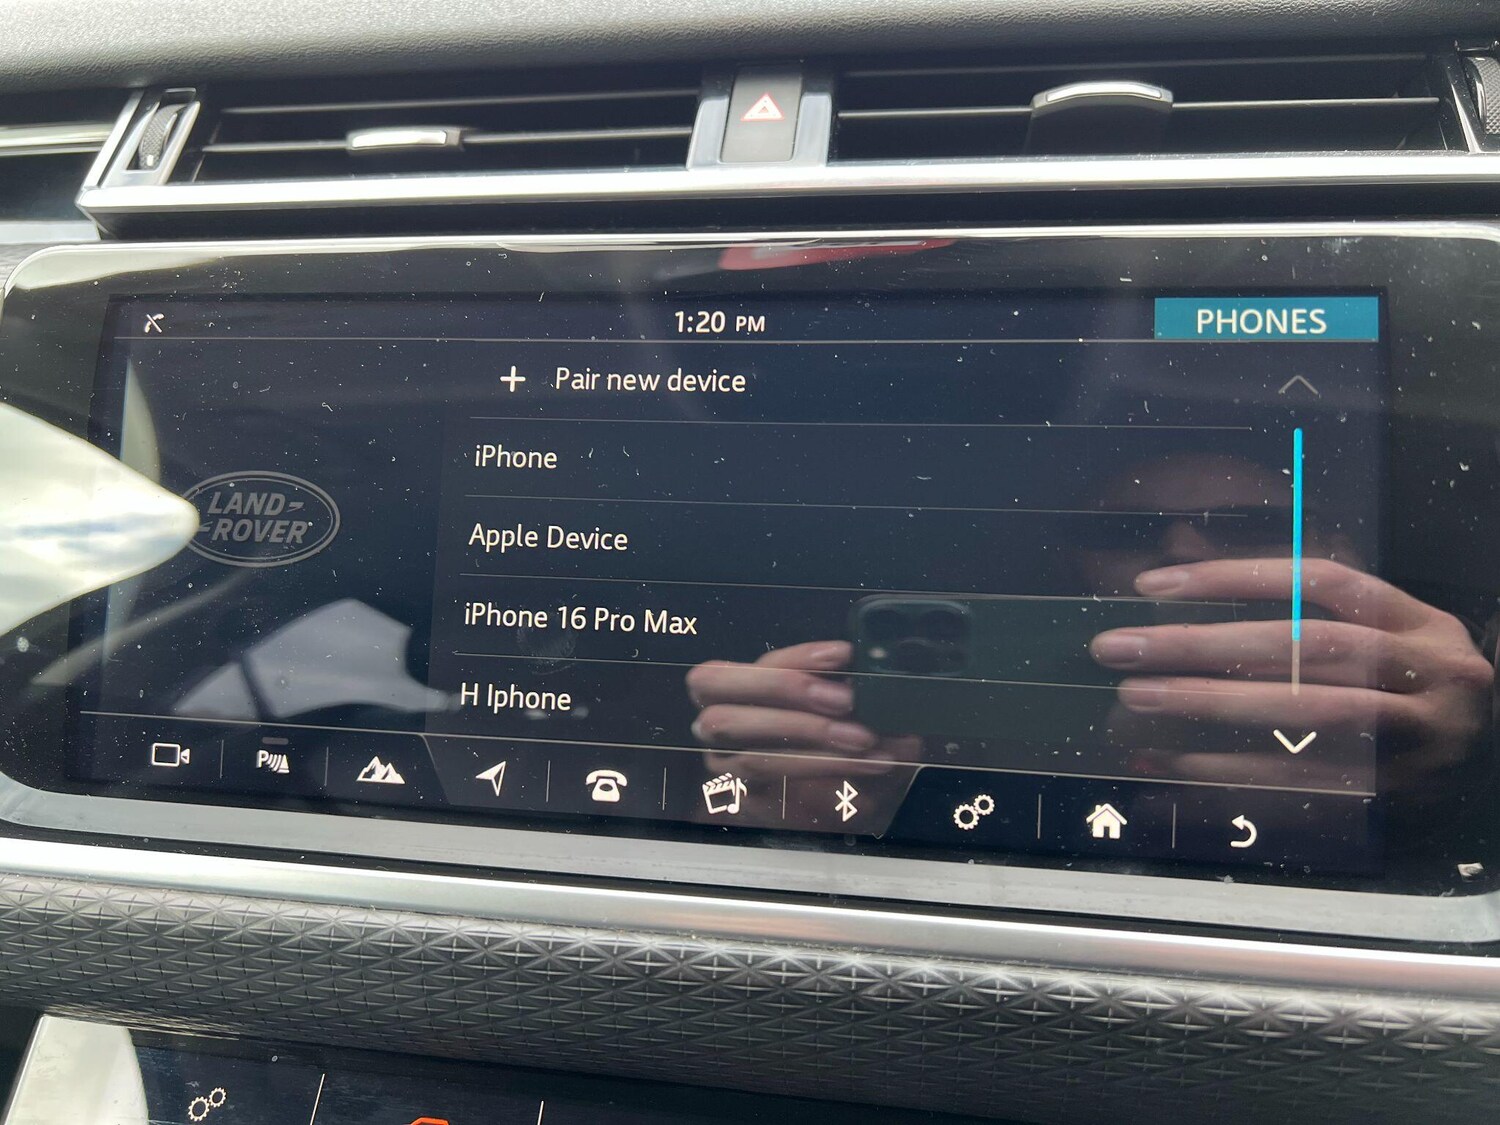 1:20 PM
PHONES
+ Pair new device
iPhone
Apple Device
iPhone 16 Pro Max
H Iphone
LAND-
-ROVER
P